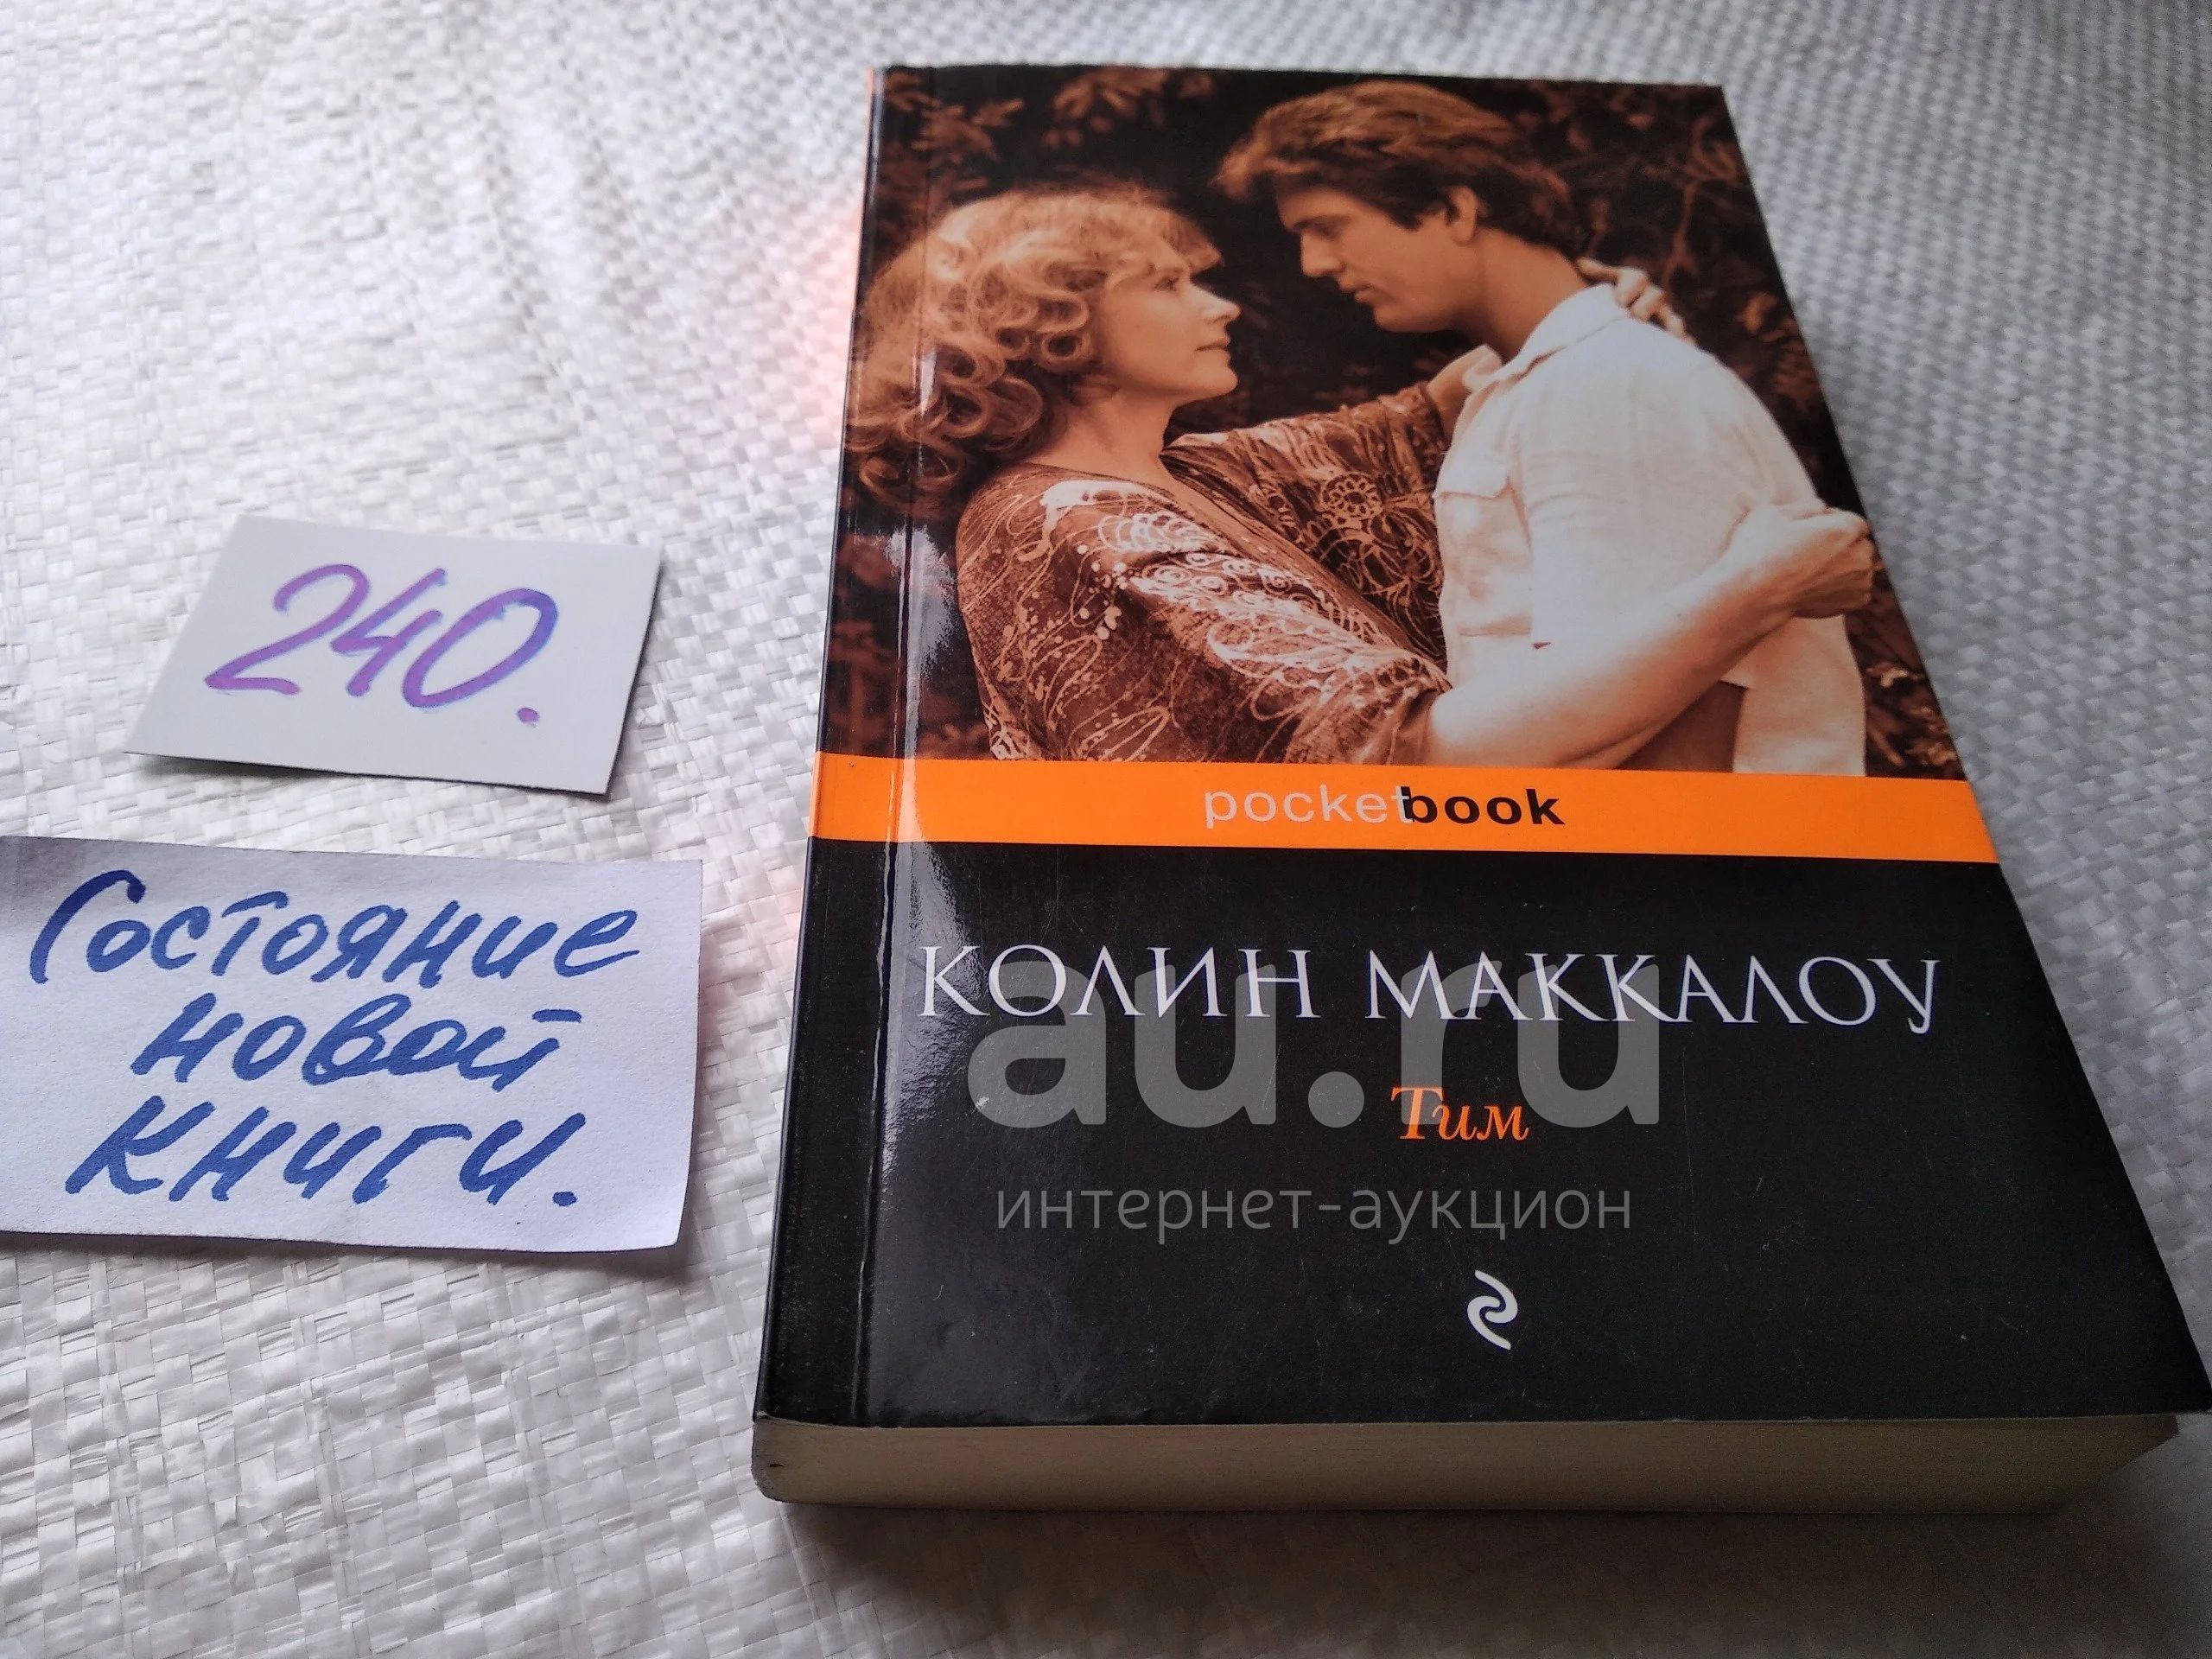 240.
Состояние
новой
книги.
pocketbook
КОЛИН МАККАЛОУ
Тим
au.ru
интернет-аукцион